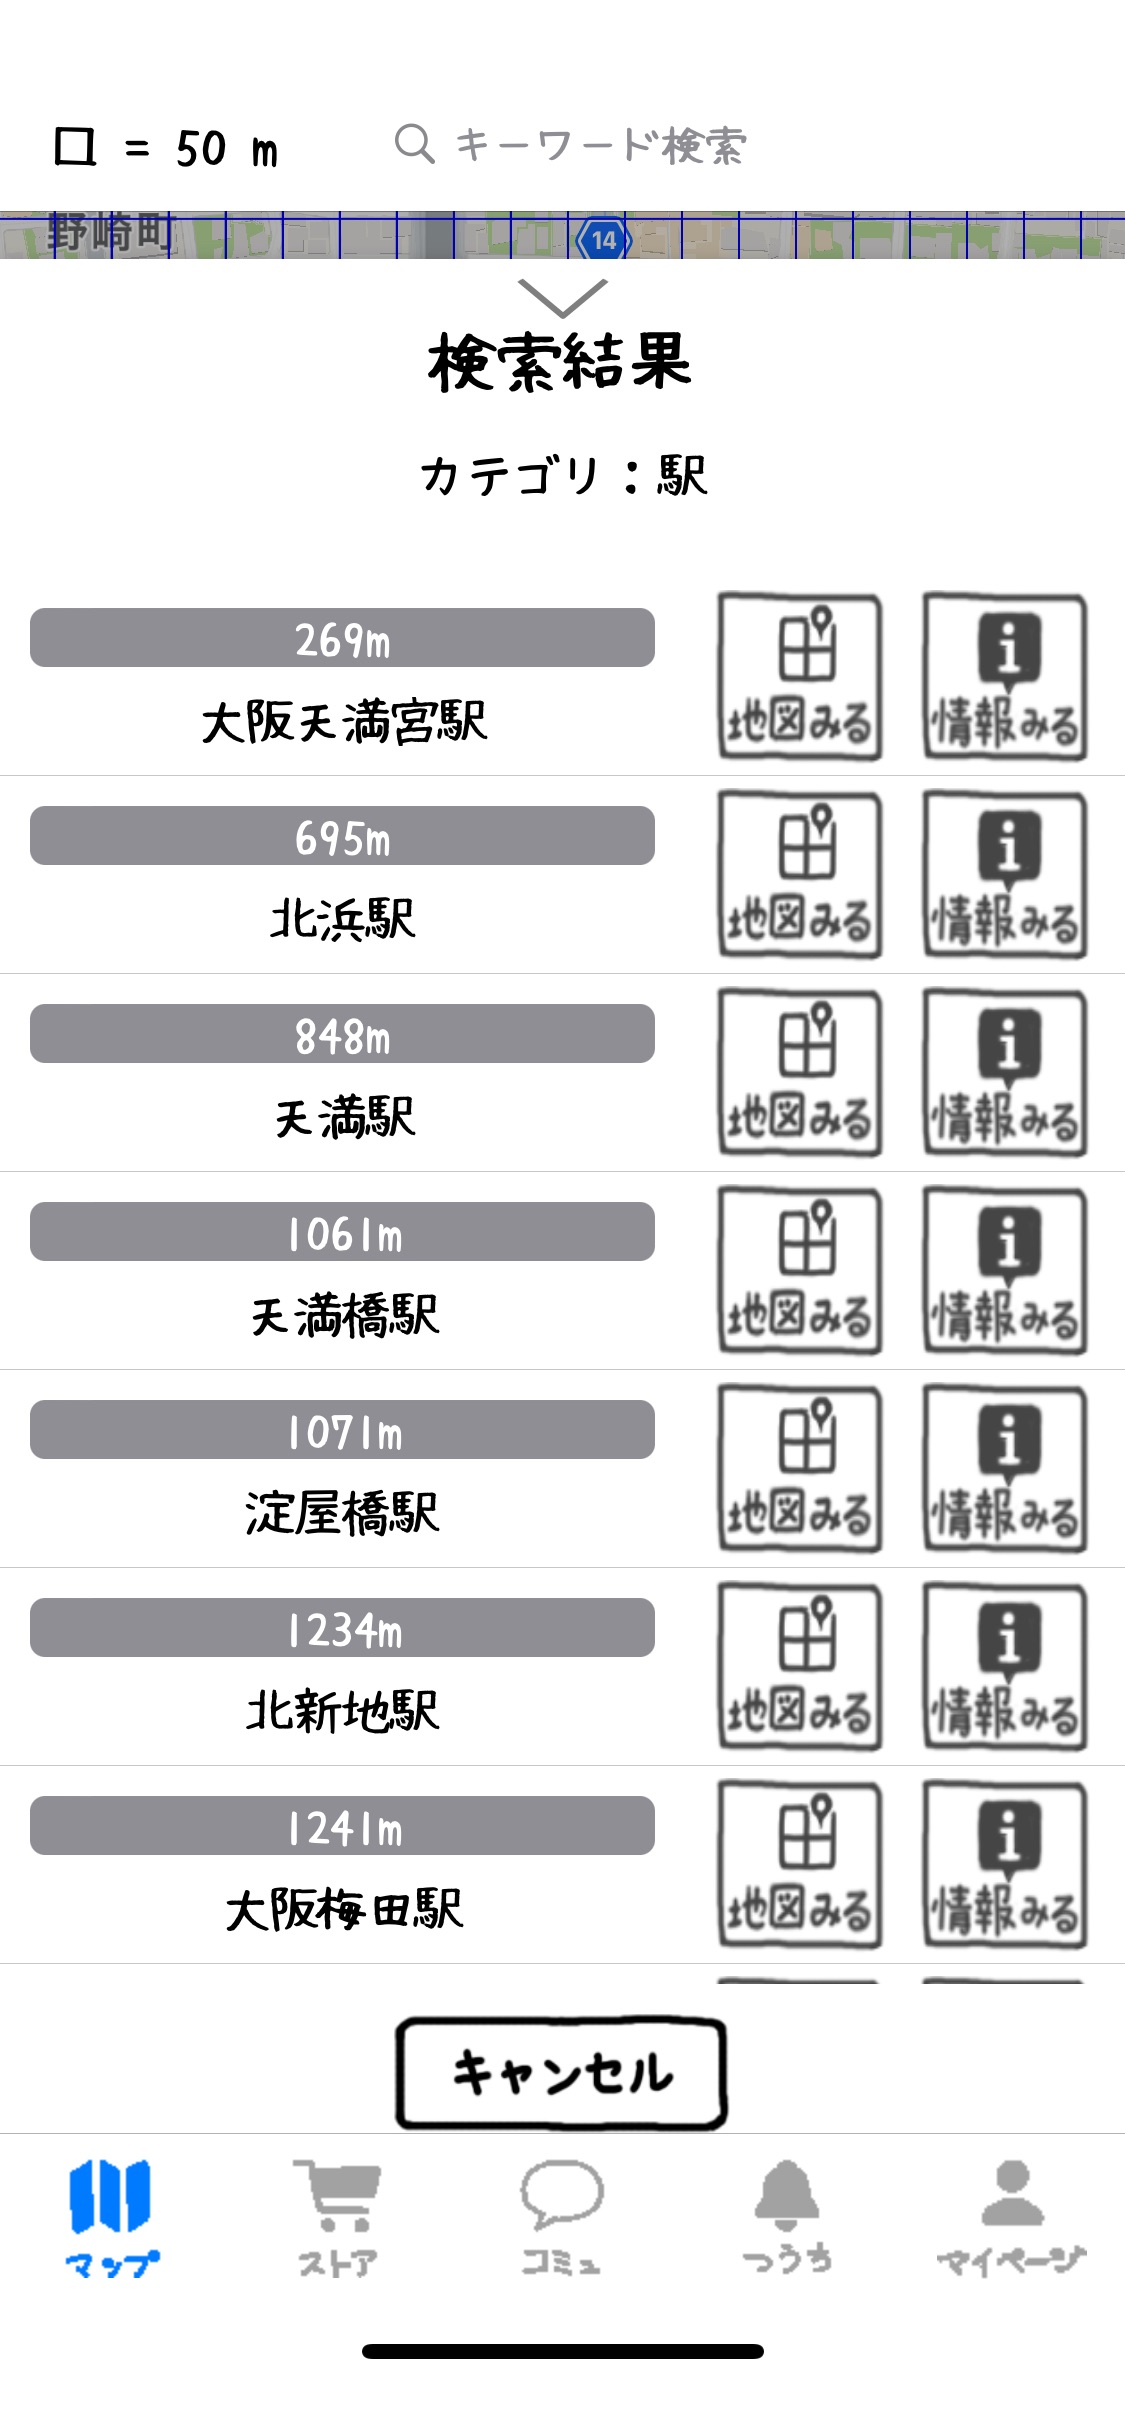 口 = 50 m
キーワード検索
野崎町
14
検索結果
カテゴリ：駅
269m
大阪天満宮駅
地図みる
情報みる
695m
北浜駅
地図みる
情報みる
848m
天満駅
地図みる
情報みる
1061m
天満橋駅
地図みる
情報みる
1071m
淀屋橋駅
地図みる
情報みる
1234m
北新地駅
地図みる
情報みる
1241m
大阪梅田駅
地図みる
情報みる
キャンセル
マップ
ストア
コミュ
つうち
マイページ